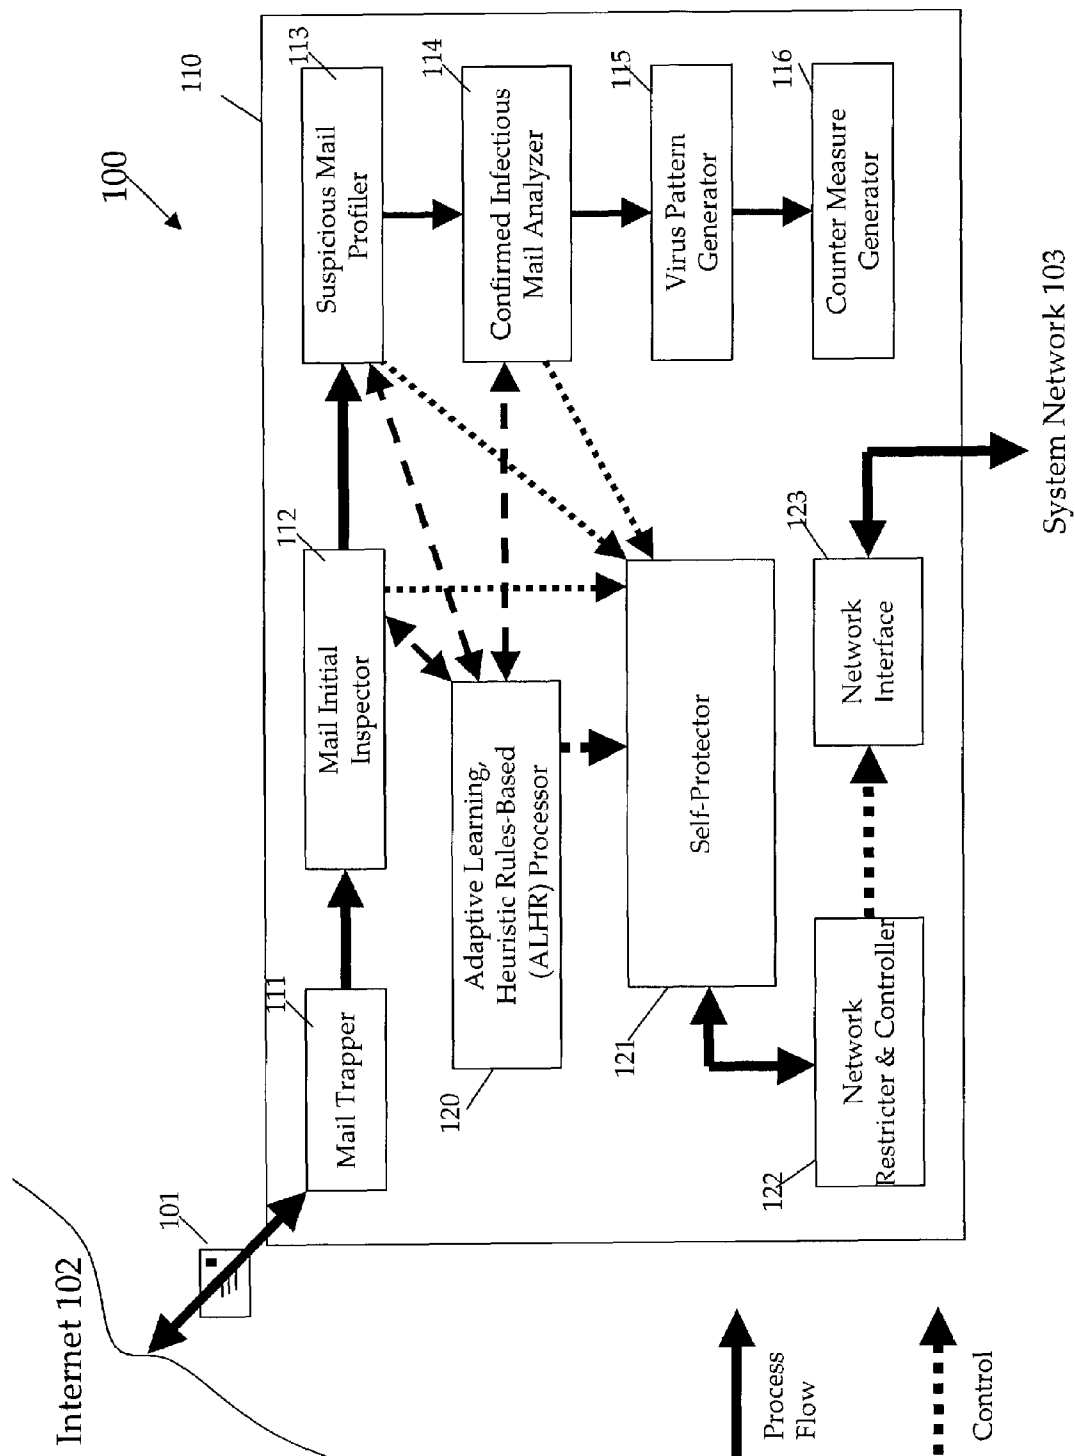 100
110
Internet 102
101
111
Mail Trapper
112
Mail Initial
Inspector
113
Suspicious Mail
Profiler
114
Confirmed Infectious
Mail Analyzer
115
Virus Pattern
Generator
116
Counter Measure
Generator
120
Adaptive Learning,
Heuristic Rules-Based
(ALHR) Processor
121
Self-Protector
122
Network
Restricter & Controller
123
Network
Interface
System Network 103
Process
Flow
Control